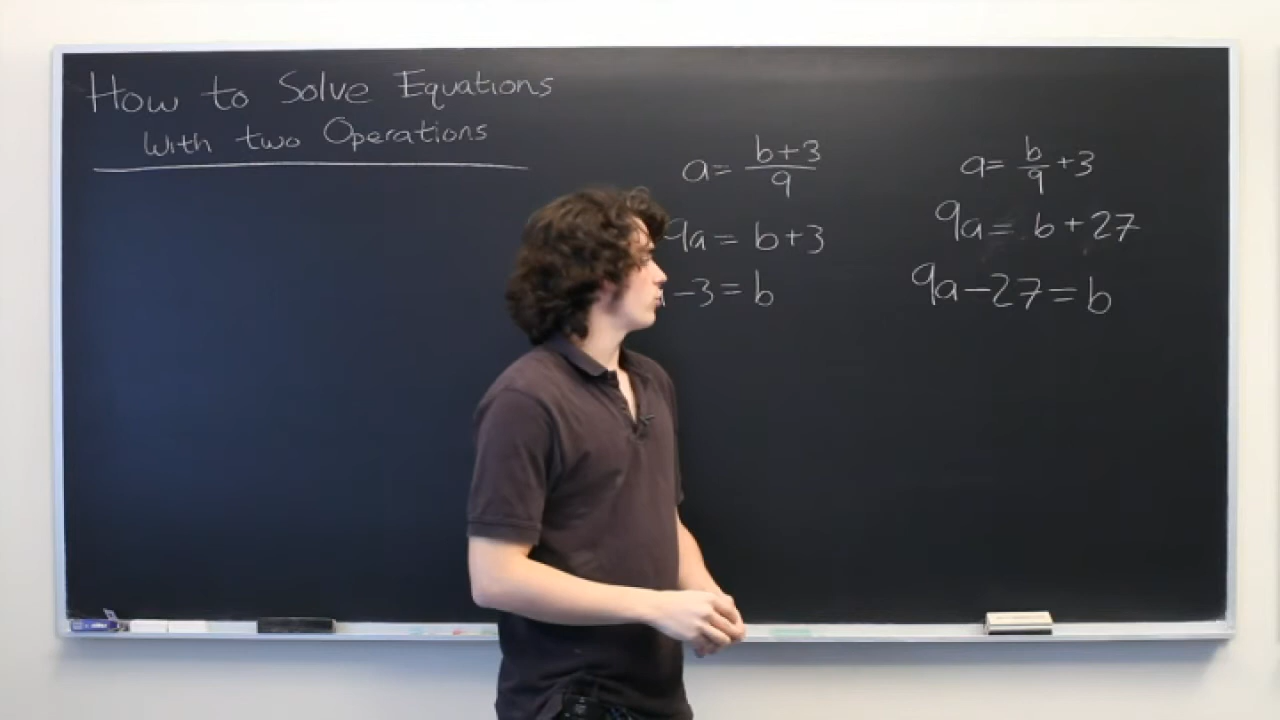 How to Solve Equations
With two Operations
a = (b+3)/9
9a = b+3
-3 = b
a = b/9 +3
9a = b+27
9a-27=b